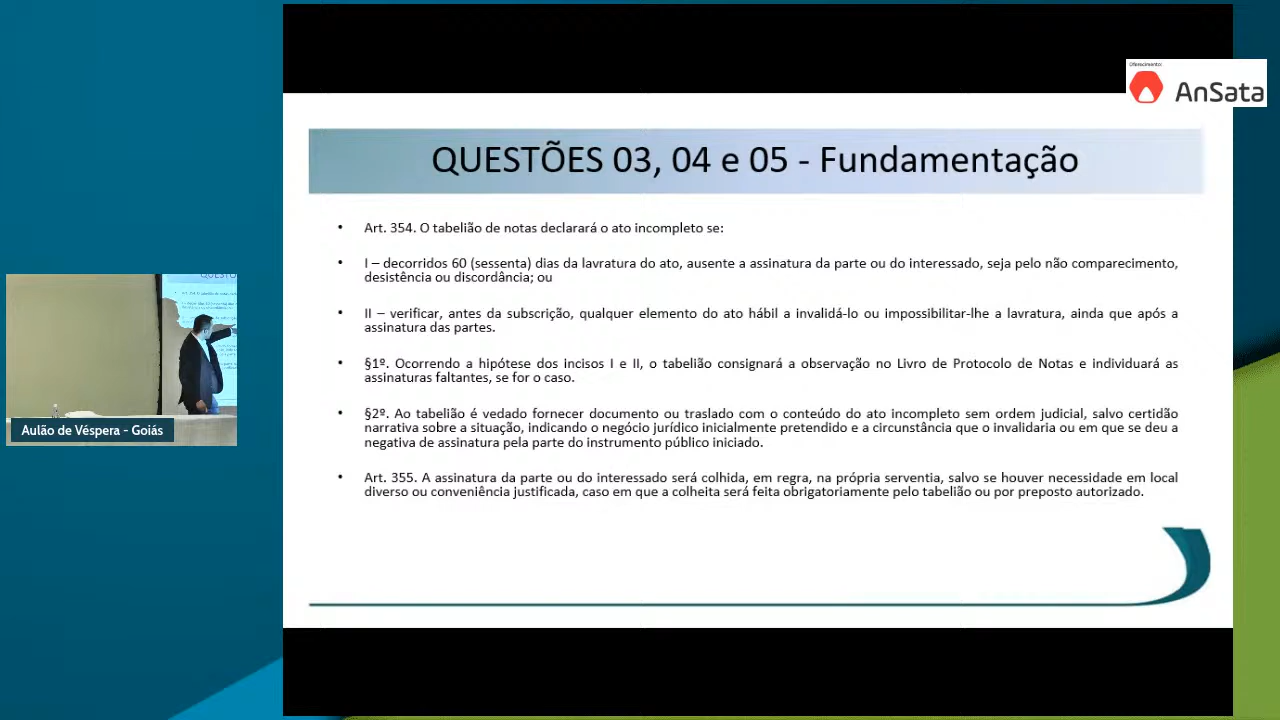 Oferecimento:
AnSata
QUESTÕES 03, 04 e 05 - Fundamentação
• Art. 354. O tabelião de notas declarará o ato incompleto se:
• I – decorridos 60 (sessenta) dias da lavratura do ato, ausente a assinatura da parte ou do interessado, seja pelo não comparecimento,
desistência ou discordância; ou
• II – verificar, antes da subscrição, qualquer elemento do ato hábil a invalidá-lo ou impossibilitar-lhe a lavratura, ainda que após a
assinatura das partes.
• §1º. Ocorrendo a hipótese dos incisos I e II, o tabelião consignará a observação no Livro de Protocolo de Notas e individuará as
assinaturas faltantes, se for o caso.
• §2º. Ao tabelião é vedado fornecer documento ou traslado com o conteúdo do ato incompleto sem ordem judicial, salvo certidão
narrativa sobre a situação, indicando o negócio jurídico inicialmente pretendido e a circunstância que o invalidaria ou em que se deu a
negativa de assinatura pela parte do instrumento público iniciado.
• Art. 355. A assinatura da parte ou do interessado será colhida, em regra, na própria serventia, salvo se houver necessidade em local
diverso ou conveniência justificada, caso em que a colheita será feita obrigatoriamente pelo tabelião ou por preposto autorizado.
Aulão de Véspera - Goiás